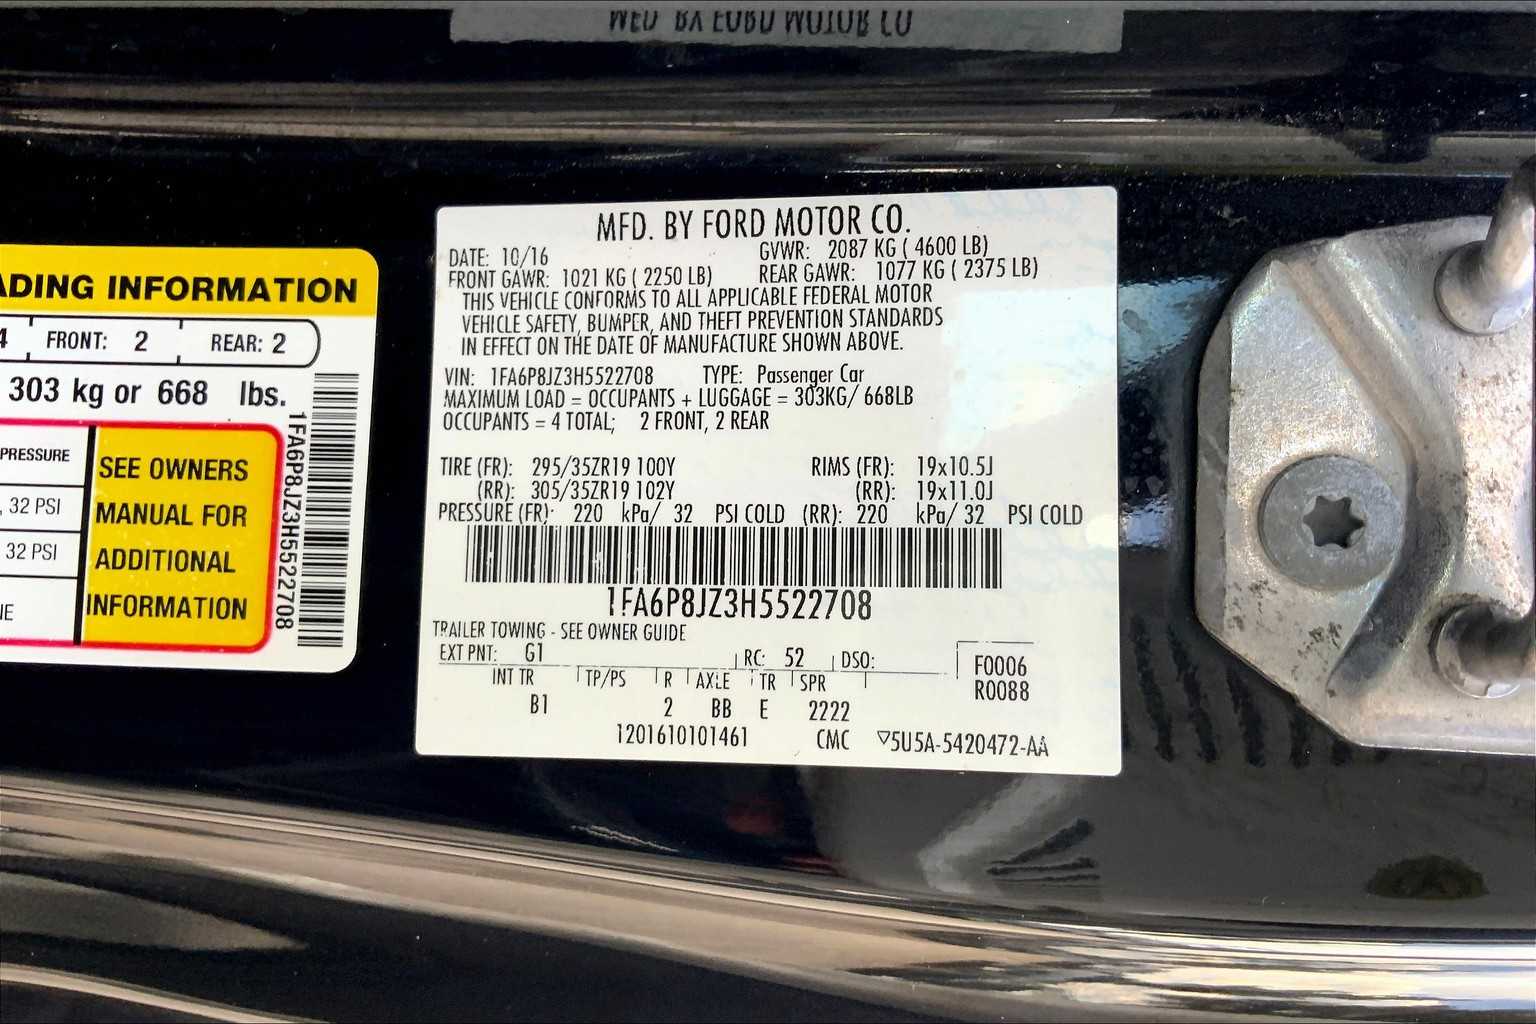 MFD. BY FORD MOTOR CO.
DATE: 10/16 GVWR: 2087 KG ( 4600 LB)
FRONT GAWR: 1021 KG ( 2250 LB) REAR GAWR: 1077 KG ( 2375 LB)
THIS VEHICLE CONFORMS TO ALL APPLICABLE FEDERAL MOTOR
VEHICLE SAFETY, BUMPER, AND THEFT PREVENTION STANDARDS
IN EFFECT ON THE DATE OF MANUFACTURE SHOWN ABOVE.
VIN: 1FA6P8JZ3H5522708 TYPE: Passenger Car
MAXIMUM LOAD = OCCUPANTS + LUGGAGE = 303KG/ 668LB
OCCUPANTS = 4 TOTAL; 2 FRONT, 2 REAR
TIRE (FR): 295/35ZR19 100Y RIMS (FR): 19x10.5J
(RR): 305/35ZR19 102Y (RR): 19x11.0J
PRESSURE (FR): 220 kPa/ 32 PSI COLD (RR): 220 kPa/ 32 PSI COLD
1FA6P8JZ3H5522708
TRAILER TOWING - SEE OWNER GUIDE
EXT PNT: G1 RC: 52 DSO:
F0006
R0088
INT TR TP/PS R AXLE TR SPR
B1 2 BB E 2222
1201610101461 CMC ▽5U5A-5420472-AA
ADING INFORMATION
4 FRONT: 2 REAR: 2
303 kg or 668 lbs.
PRESSURE
, 32 PSI
32 PSI
NE
SEE OWNERS
MANUAL FOR
ADDITIONAL
INFORMATION
1FA6P8JZ3H5522708